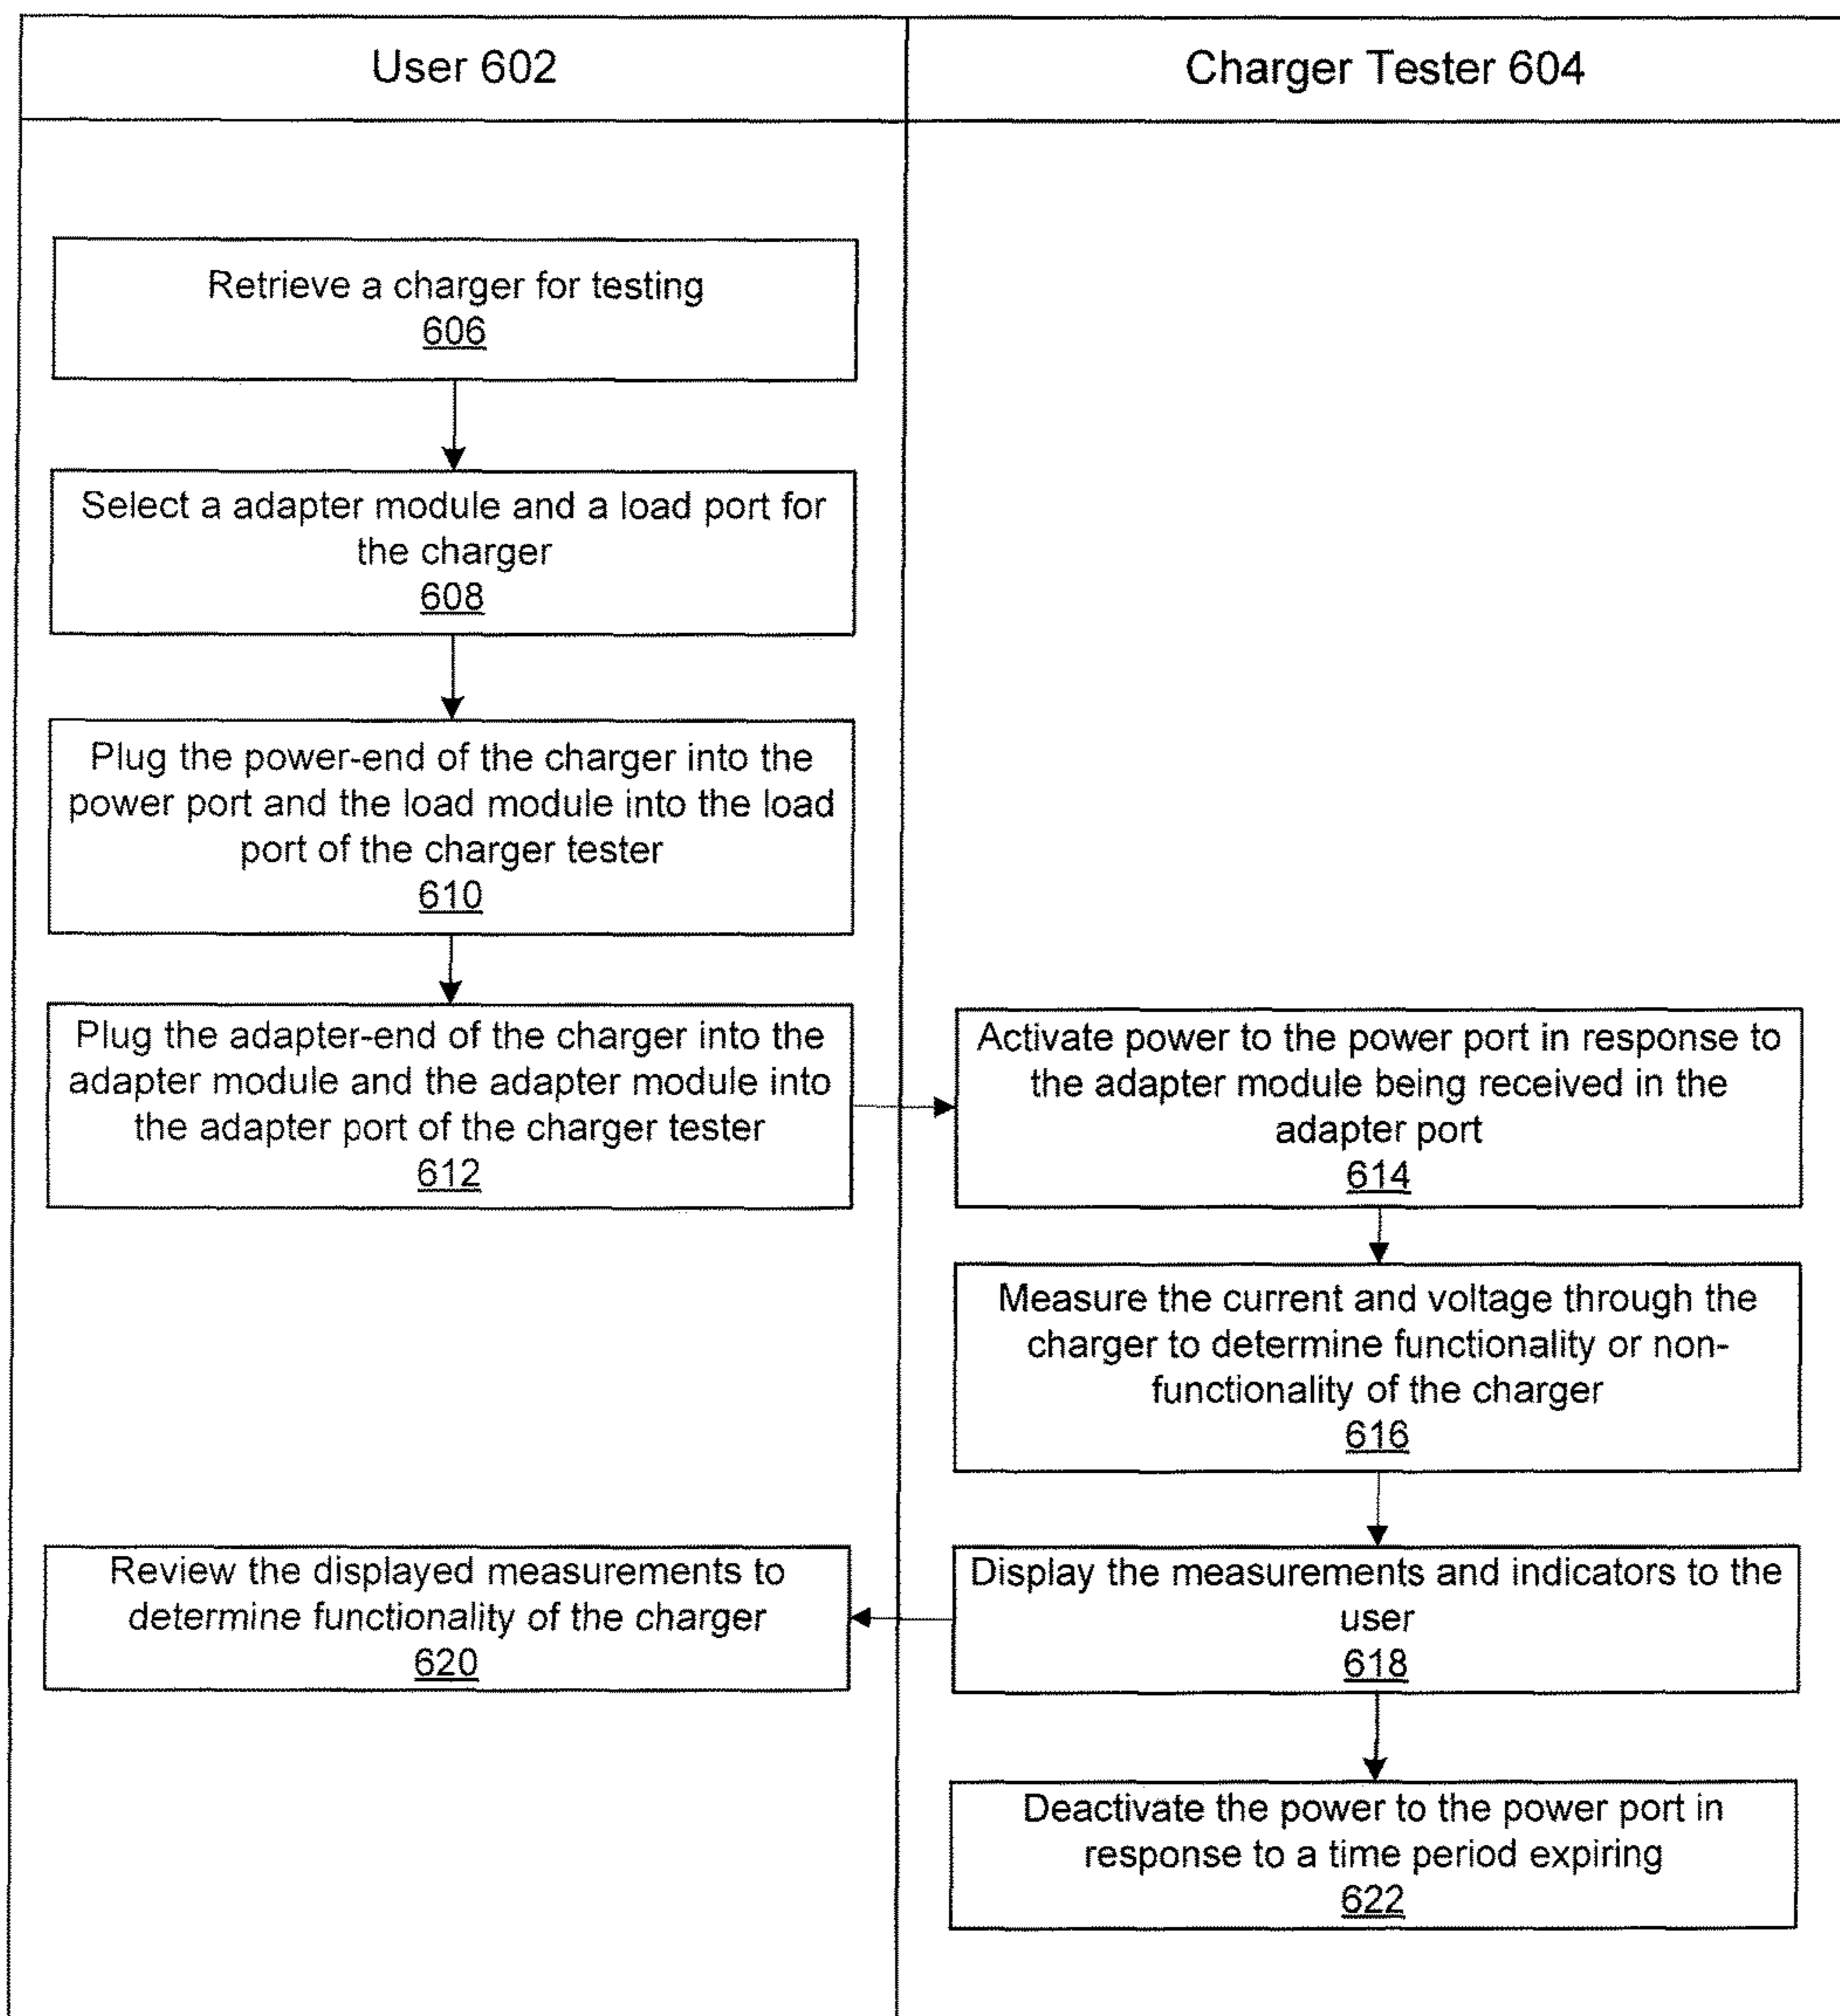 User 602
Charger Tester 604
Retrieve a charger for testing
606
Select a adapter module and a load port for
the charger
608
Plug the power-end of the charger into the
power port and the load module into the load
port of the charger tester
610
Plug the adapter-end of the charger into the
adapter module and the adapter module into
the adapter port of the charger tester
612
Activate power to the power port in response to
the adapter module being received in the
adapter port
614
Measure the current and voltage through the
charger to determine functionality or non-
functionality of the charger
616
Display the measurements and indicators to the
user
618
Review the displayed measurements to
determine functionality of the charger
620
Deactivate the power to the power port in
response to a time period expiring
622